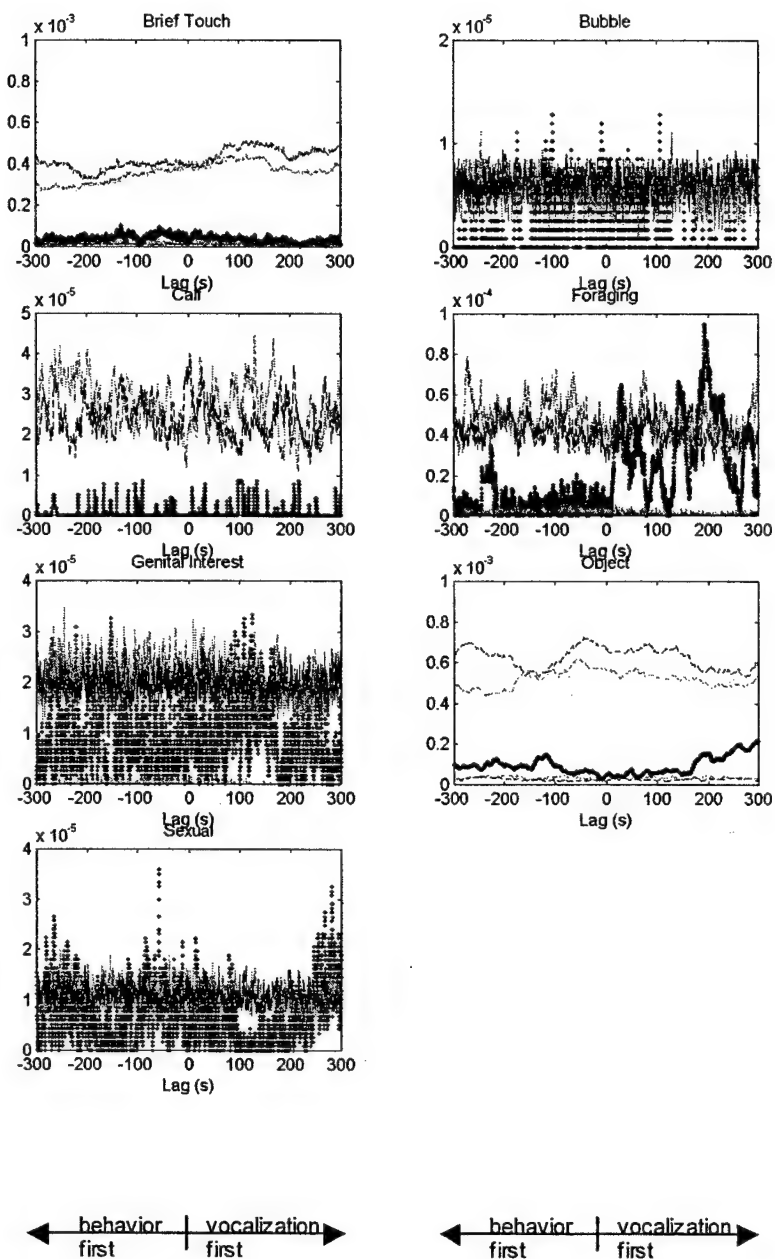 Brief Touch
x 10-3
1
0.8
0.6
0.4
0.2
0
-300 -200 -100 0 100 200 300
Lag (s)
Bubble
x 10-5
2
1
0
-300 -200 -100 0 100 200 300
Lag (s)
Call
x 10-5
5
4
3
2
1
0
-300 -200 -100 0 100 200 300
Lag (s)
Foraging
x 10-4
1
0.8
0.6
0.4
0.2
0
-300 -200 -100 0 100 200 300
Lag (s)
Genital Interest
x 10-5
4
3
2
1
0
-300 -200 -100 0 100 200 300
Lag (s)
Object
x 10-3
1
0.8
0.6
0.4
0.2
0
-300 -200 -100 0 100 200 300
Lag (s)
Sexual
x 10-5
4
3
2
1
0
-300 -200 -100 0 100 200 300
Lag (s)
behavior first
vocalization first
behavior first
vocalization first